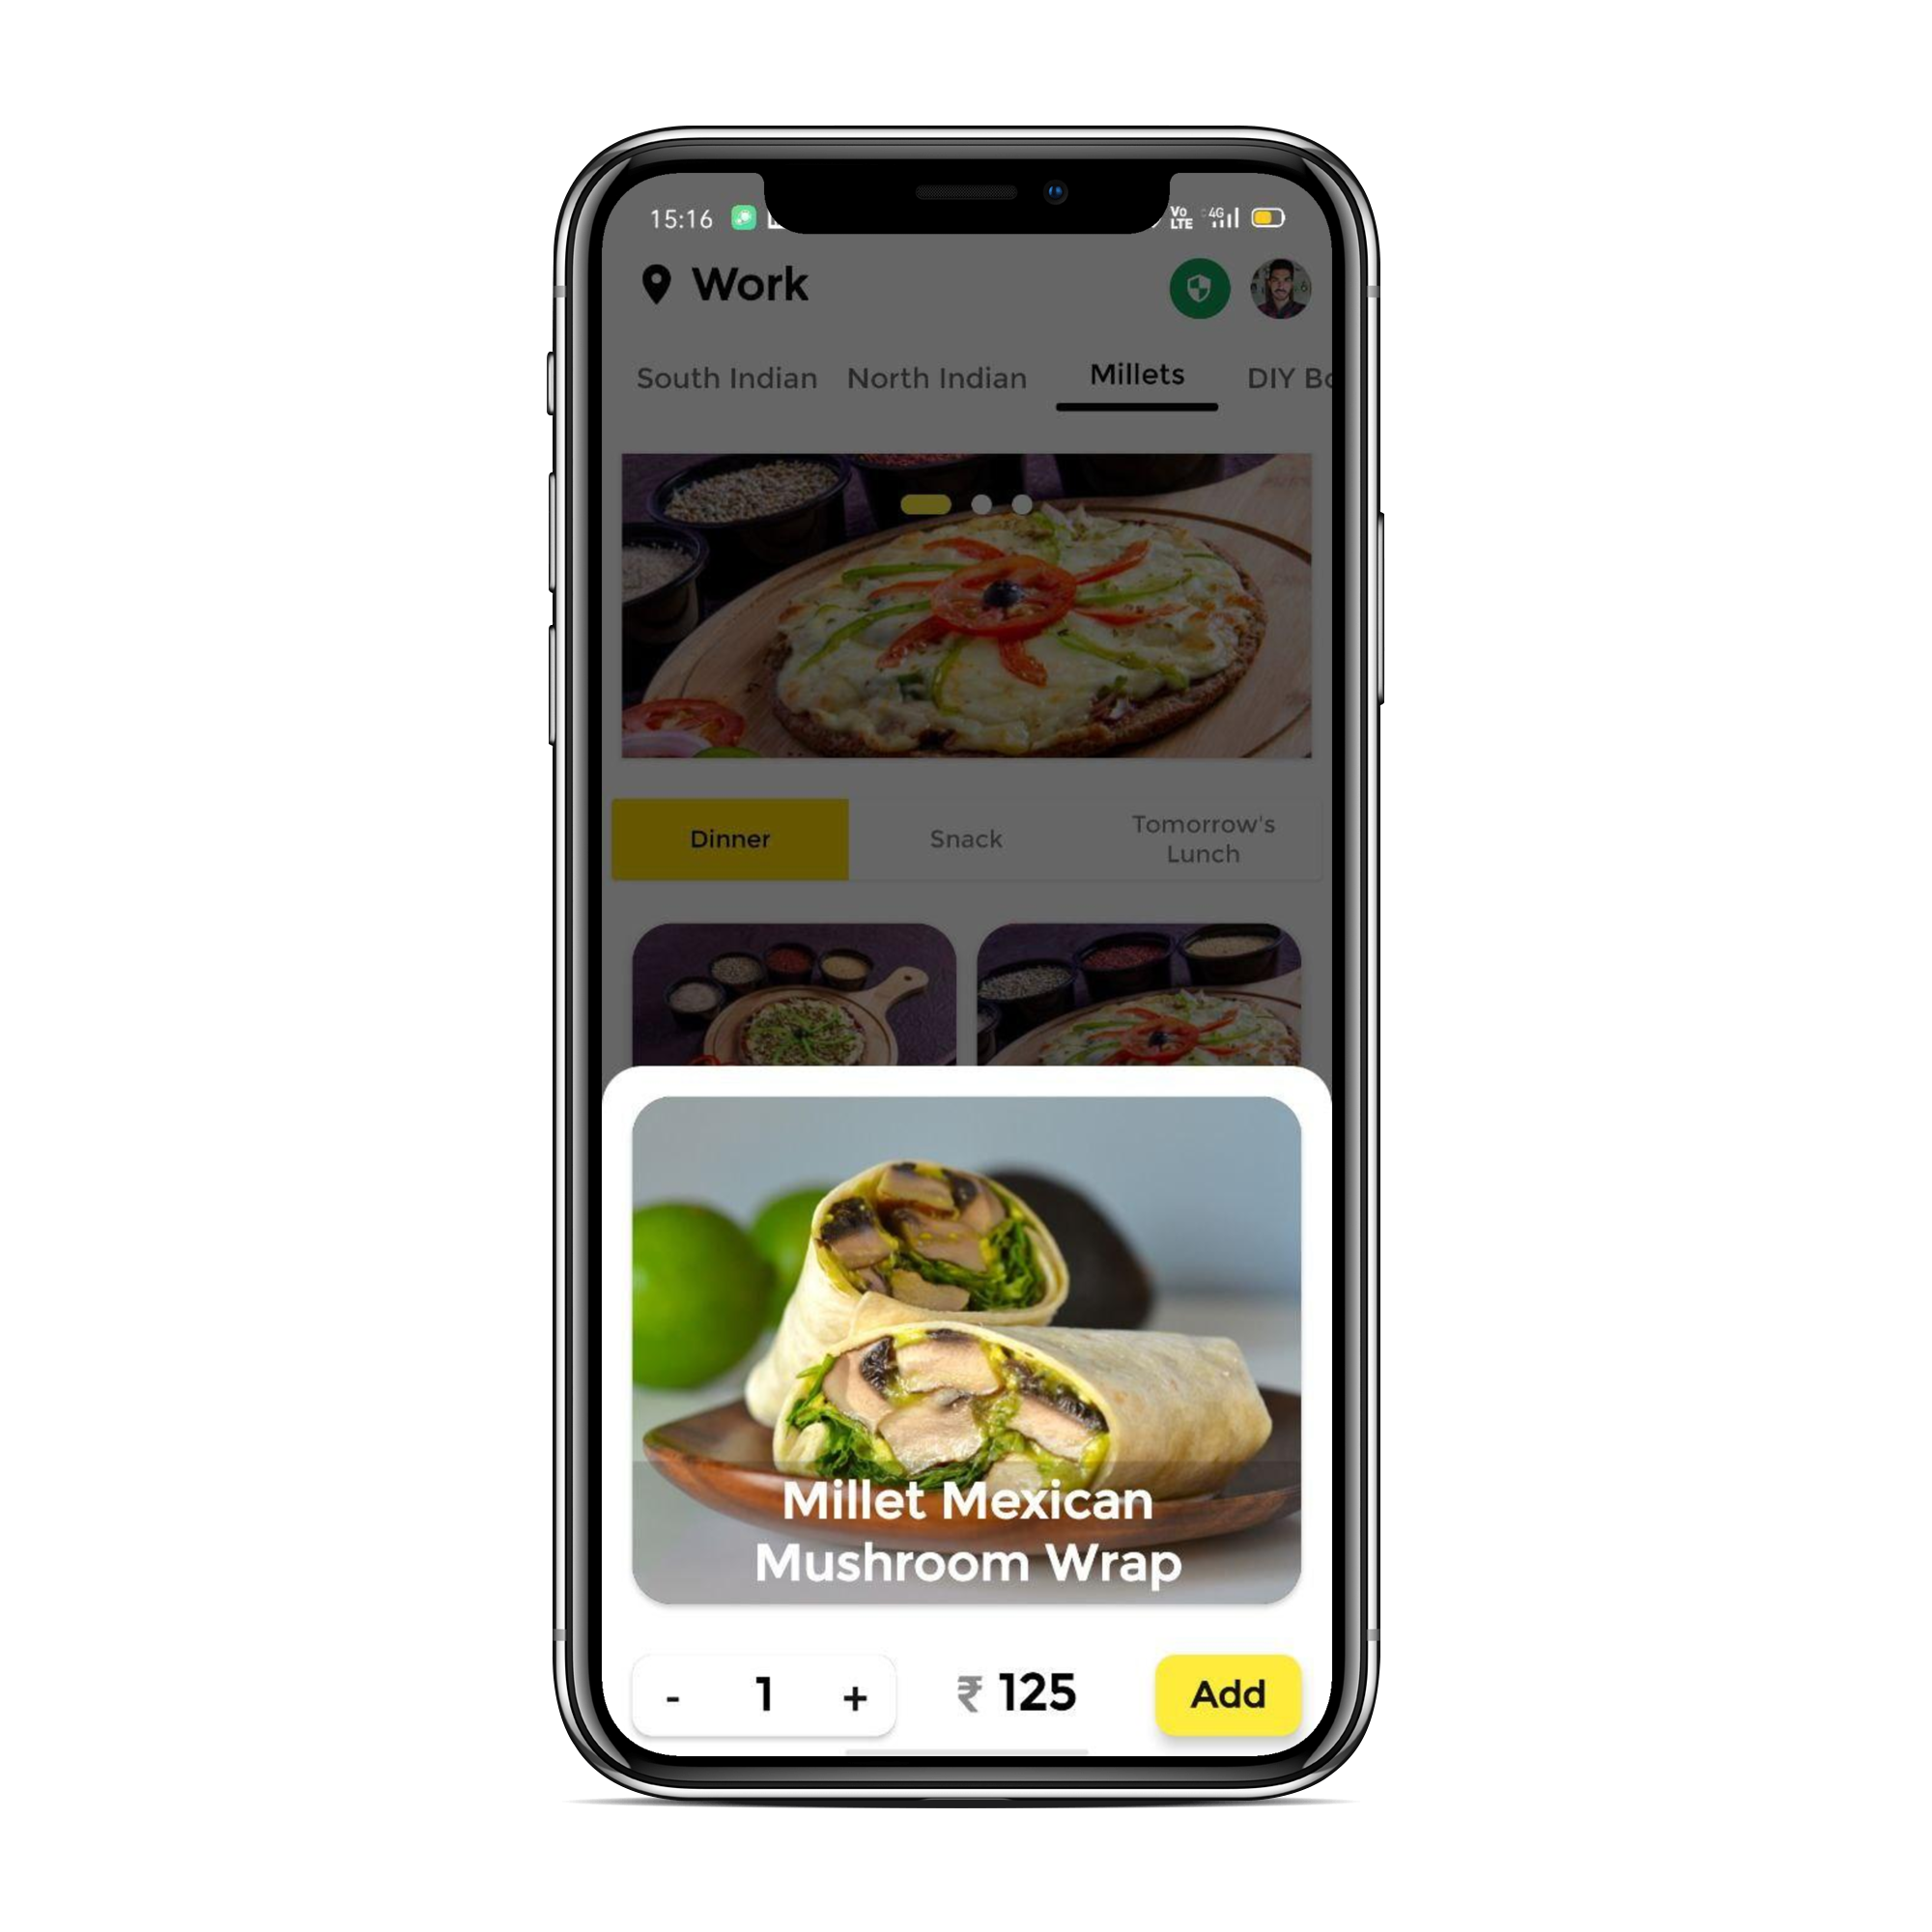 15:16
Vo
LTE
4G
Work
South Indian North Indian Millets DIY
Dinner Snack Tomorrow's
Lunch
Millet Mexican
Mushroom Wrap
- 1 + ₹ 125 Add